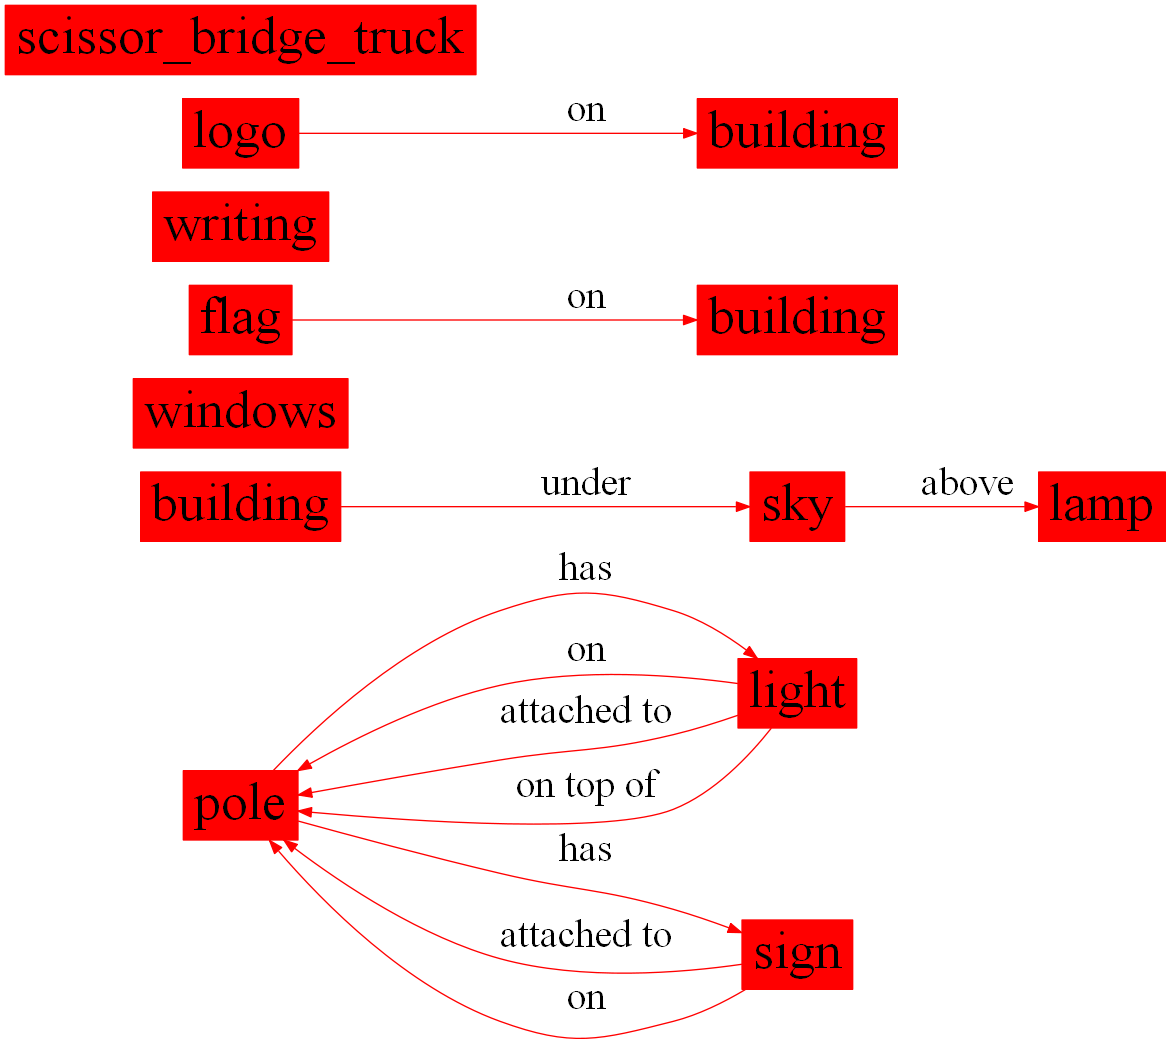 scissor_bridge_truck
logo on building
writing
flag on building
windows
building under sky above lamp
has
on
light
attached to
on top of
pole
has
attached to
sign
on